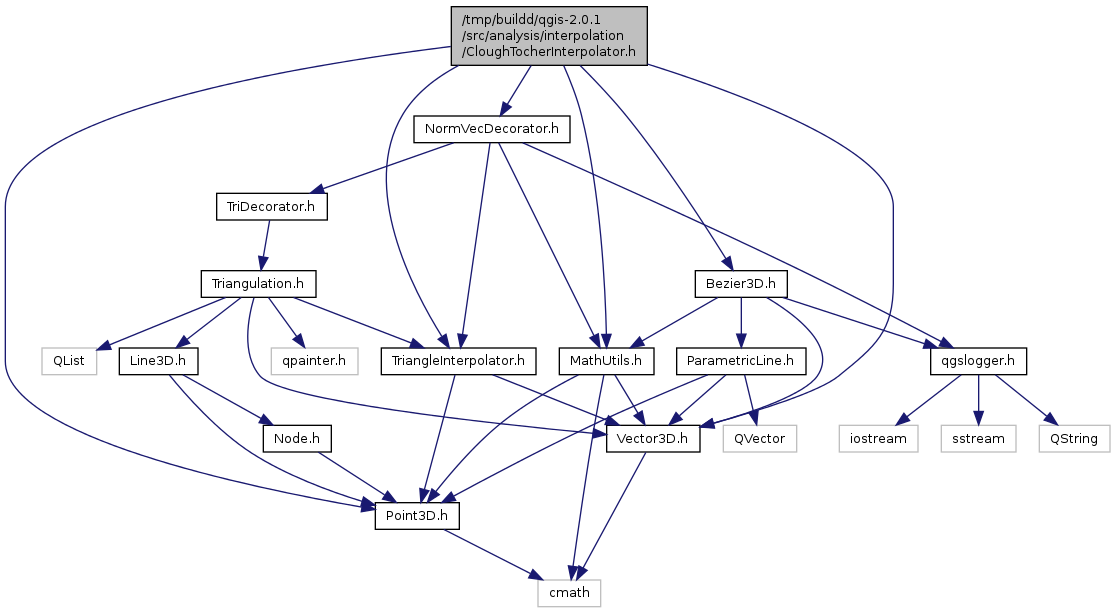 /tmp/buildd/qgis-2.0.1
/src/analysis/interpolation
/CloughTocherInterpolator.h
NormVecDecorator.h
TriDecorator.h
Triangulation.h
Bezier3D.h
QList
Line3D.h
qpainter.h
TriangleInterpolator.h
MathUtils.h
ParametricLine.h
qgslogger.h
Node.h
Vector3D.h
QVector
iostream
sstream
QString
Point3D.h
cmath